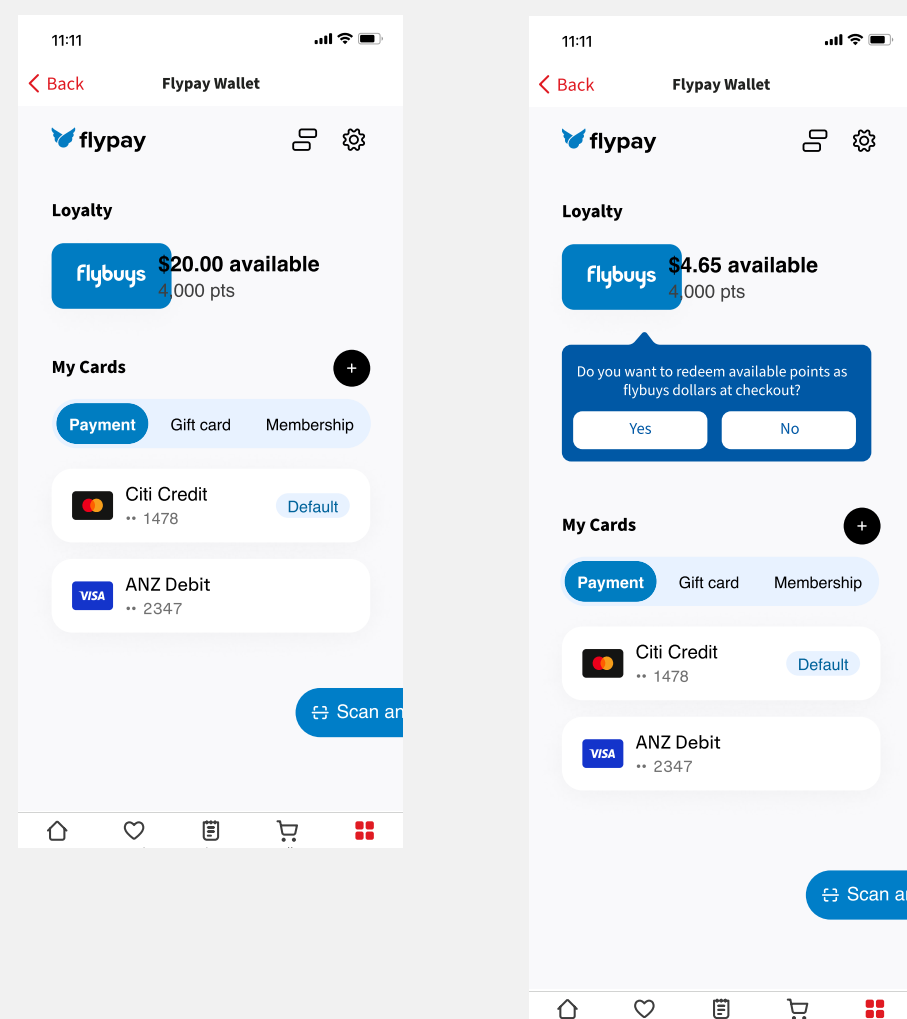 11:11
Back
Flypay Wallet
flypay
Loyalty
flybuys
$20.00 available
4,000 pts
My Cards
+
Payment
Gift card
Membership
Citi Credit
•• 1478
Default
VISA
ANZ Debit
•• 2347
Scan an
11:11
Back
Flypay Wallet
flypay
Loyalty
flybuys
$4.65 available
4,000 pts
Do you want to redeem available points as
flybuys dollars at checkout?
Yes
No
My Cards
+
Payment
Gift card
Membership
Citi Credit
•• 1478
Default
VISA
ANZ Debit
•• 2347
Scan